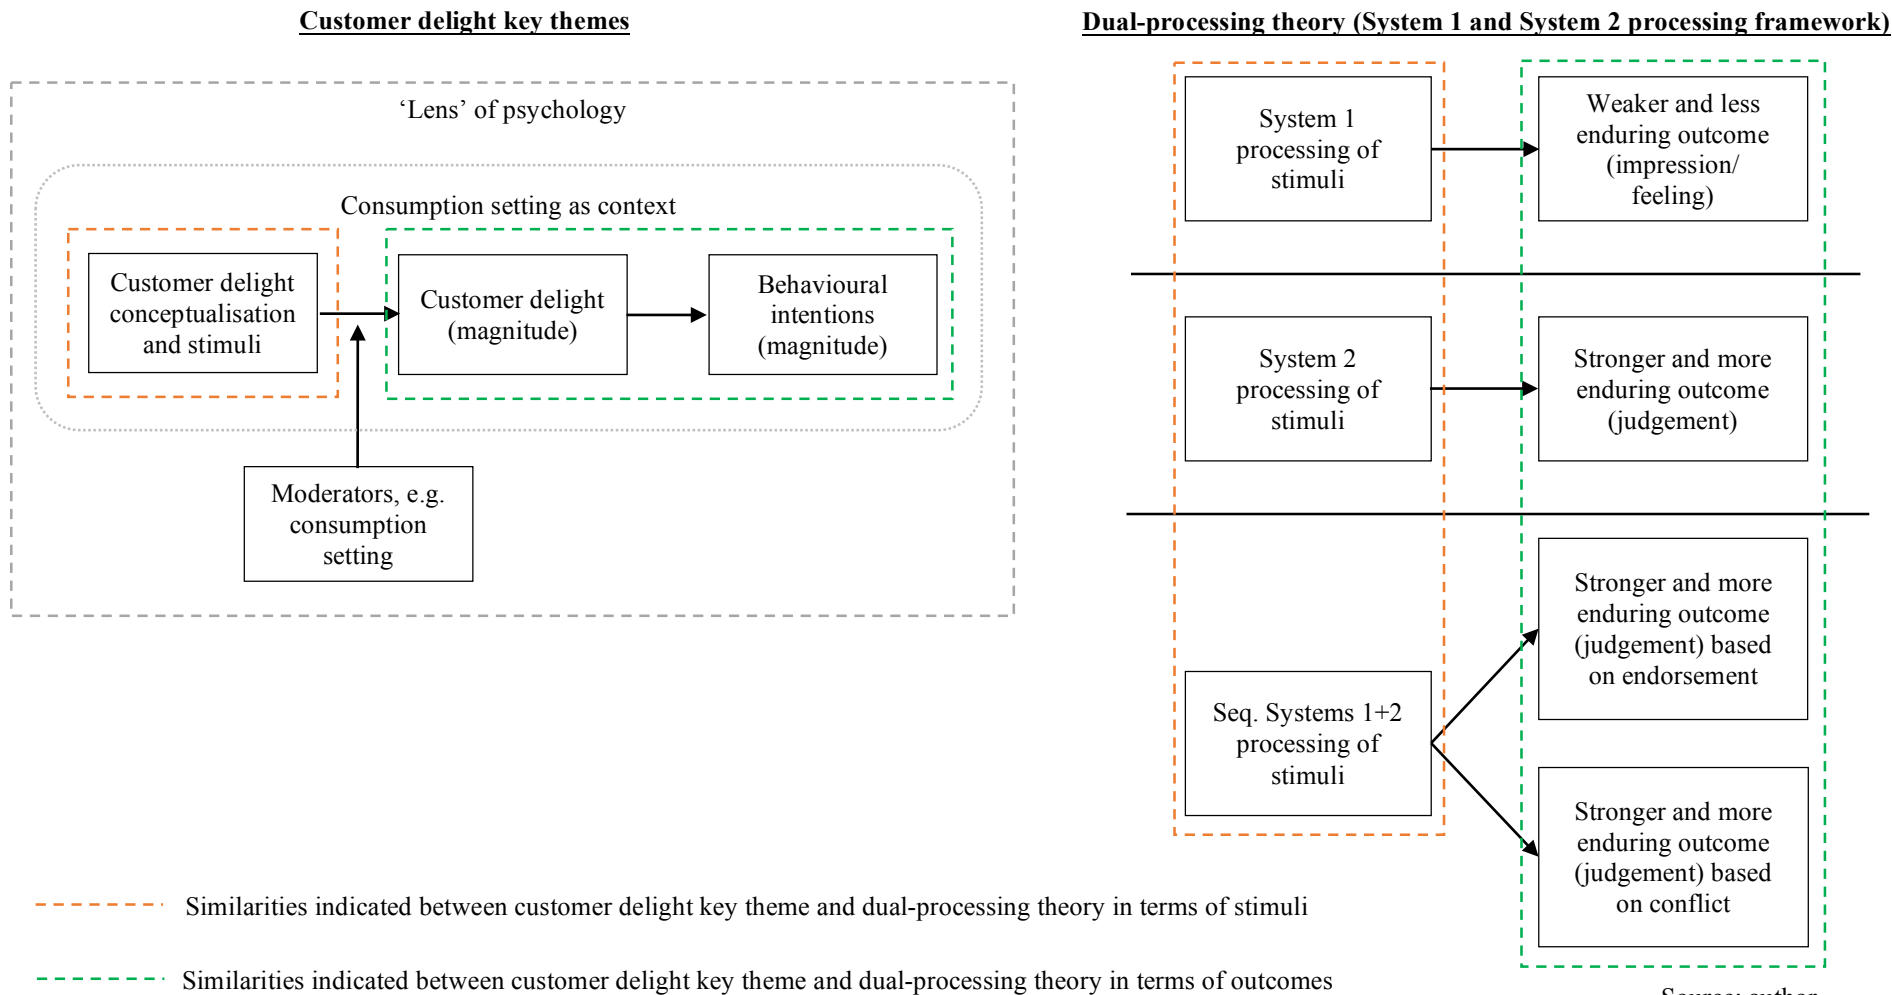 Customer delight key themes
‘Lens’ of psychology
Consumption setting as context
Customer delight
conceptualisation
and stimuli
Customer delight
(magnitude)
Behavioural
intentions
(magnitude)
Moderators, e.g.
consumption
setting
Dual-processing theory (System 1 and System 2 processing framework)
System 1
processing of
stimuli
Weaker and less
enduring outcome
(impression/
feeling)
System 2
processing of
stimuli
Stronger and more
enduring outcome
(judgement)
Seq. Systems 1+2
processing of
stimuli
Stronger and more
enduring outcome
(judgement) based
on endorsement
Stronger and more
enduring outcome
(judgement) based
on conflict
Similarities indicated between customer delight key theme and dual-processing theory in terms of stimuli
Similarities indicated between customer delight key theme and dual-processing theory in terms of outcomes
Source: author